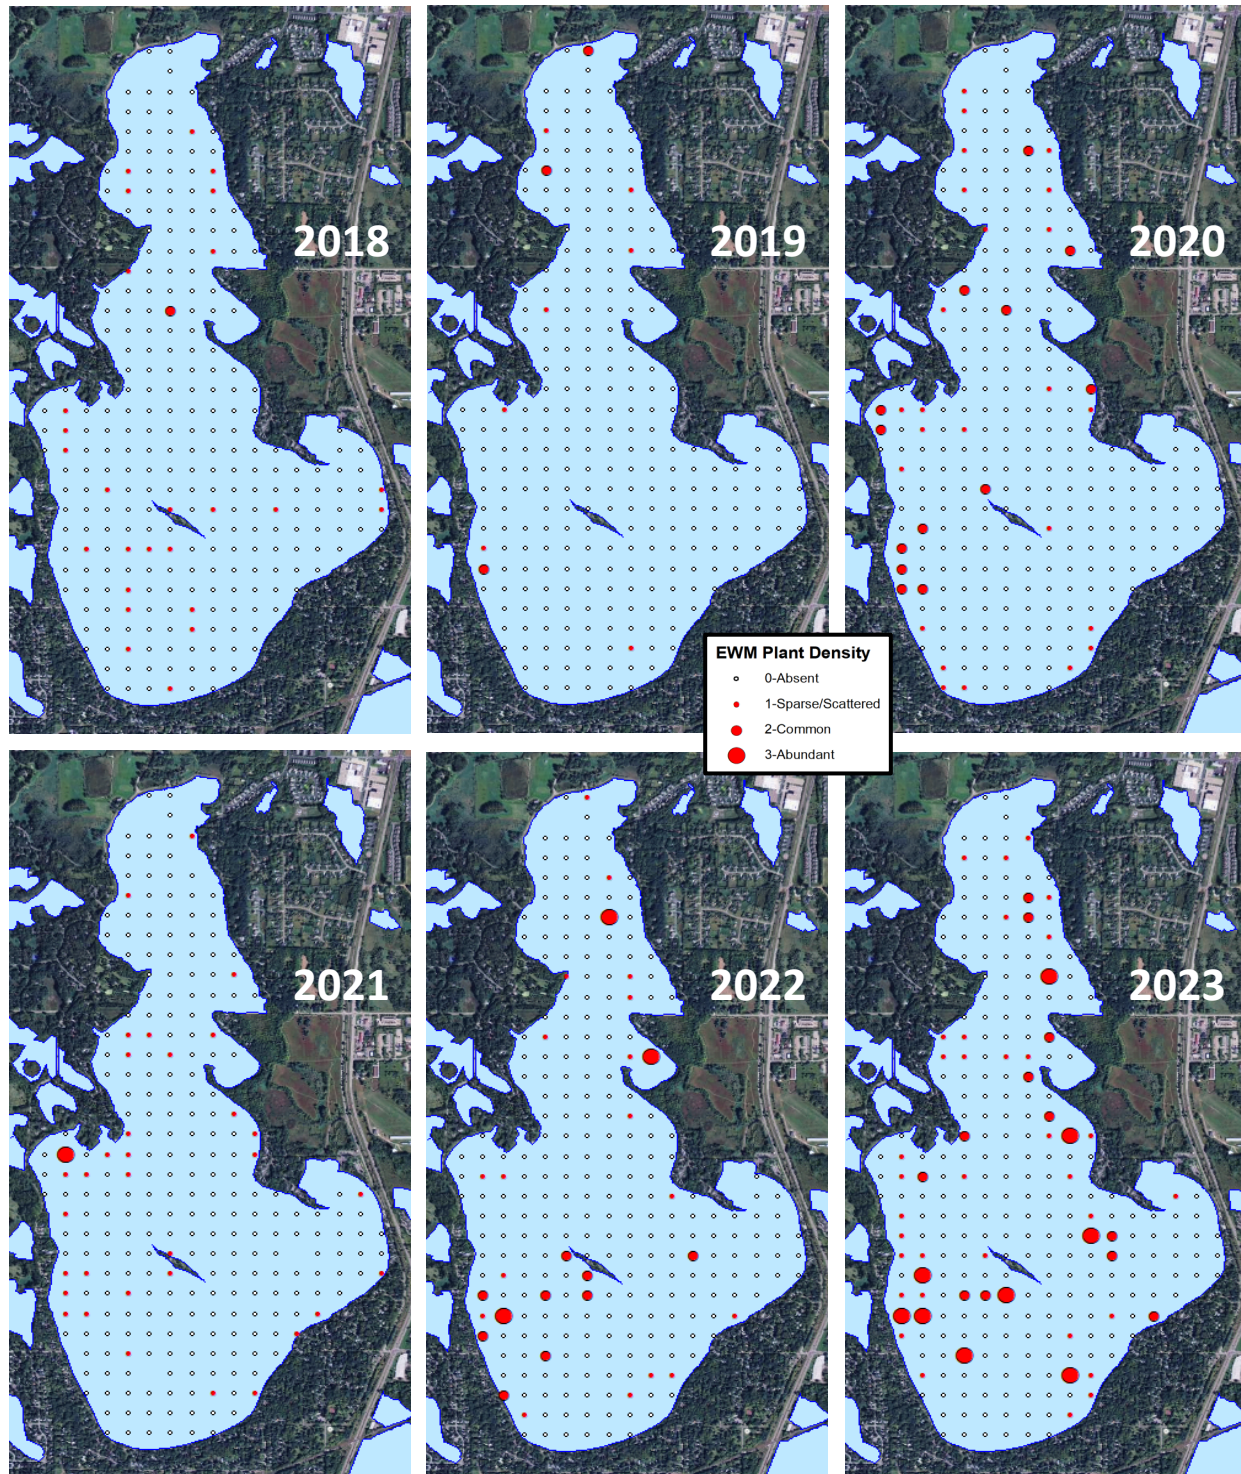 2018
2019
2020
EWM Plant Density
0-Absent
1-Sparse/Scattered
2-Common
3-Abundant
2021
2022
2023